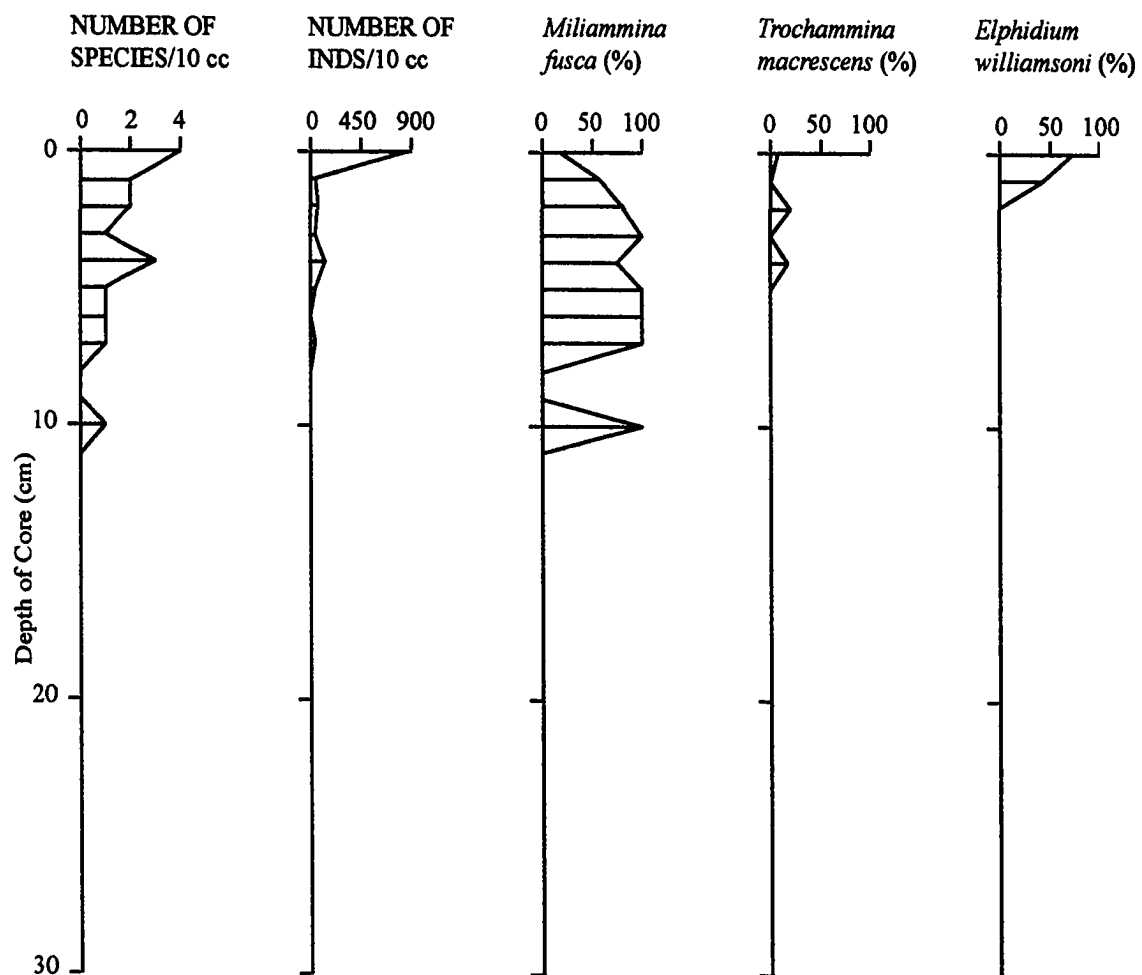 NUMBER OF
SPECIES/10 cc
NUMBER OF
INDS/10 cc
Miliammina
fusca (%)
Trochammina
macrescens (%)
Elphidium
williamsoni (%)
0 2 4
0 450 900
0 50 100
0 50 100
0 50 100
0
10
20
30
Depth of Core (cm)